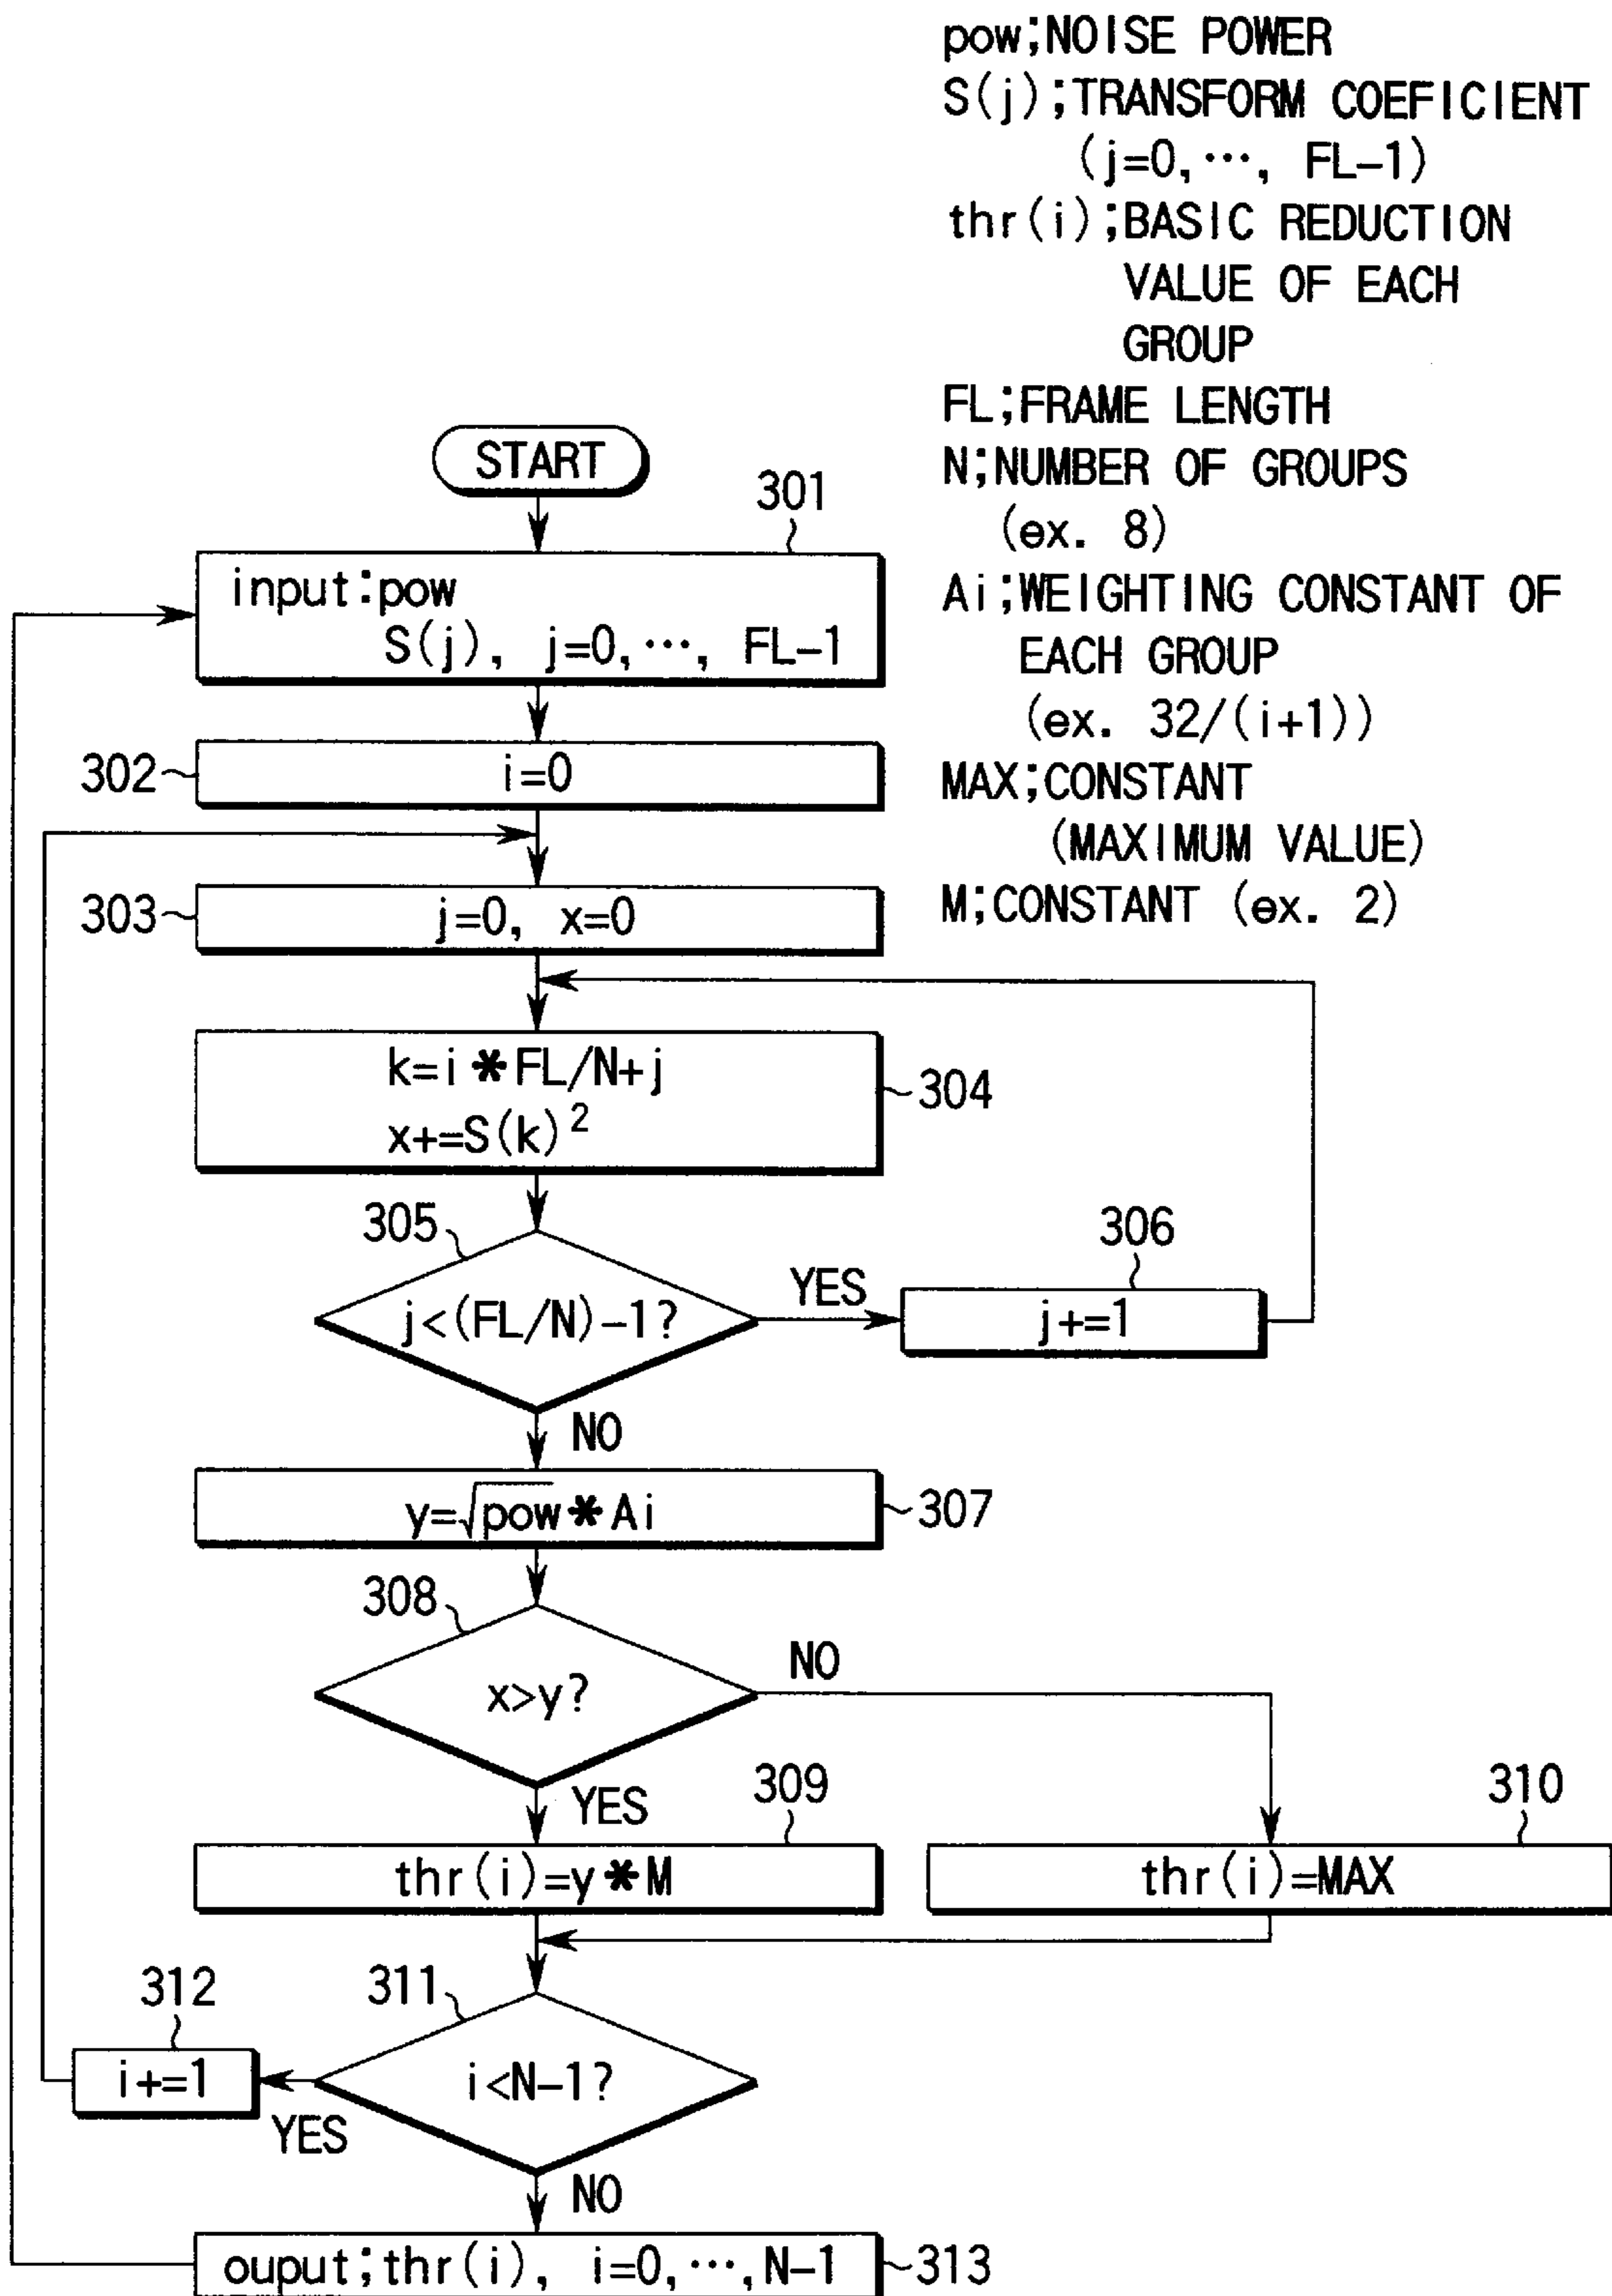 pow;NOISE POWER
S(j);TRANSFORM COEFICIENT
(j=0,⋯, FL-1)
thr(i);BASIC REDUCTION
VALUE OF EACH
GROUP
FL;FRAME LENGTH
N;NUMBER OF GROUPS
(ex. 8)
Ai;WEIGHTING CONSTANT OF
EACH GROUP
(ex. 32/(i+1))
MAX;CONSTANT
(MAXIMUM VALUE)
M;CONSTANT (ex. 2)
START
301
input:pow
S(j), j=0,⋯, FL-1
302
i=0
303
j=0, x=0
k=i*FL/N+j
x+=S(k)²
304
305
j<(FL/N)-1?
YES
306
j+=1
NO
y=√pow*Ai
307
308
x>y?
NO
YES
309
thr(i)=y*M
310
thr(i)=MAX
311
i<N-1?
312
i+=1
YES
NO
ouput;thr(i), i=0,⋯,N-1
313